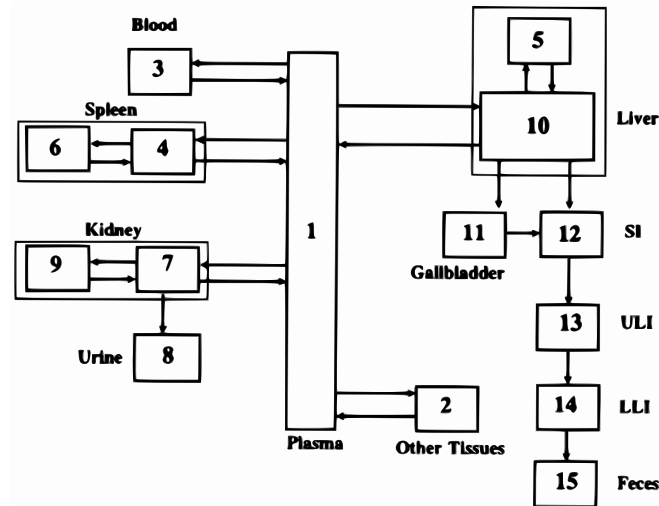 Blood
3
5
10
Liver
Spleen
6
4
1
Kidney
9
7
11
12
SI
Gallbladder
Urine
8
13
ULI
2
14
LLI
Plasma
Other Tissues
15
Feces